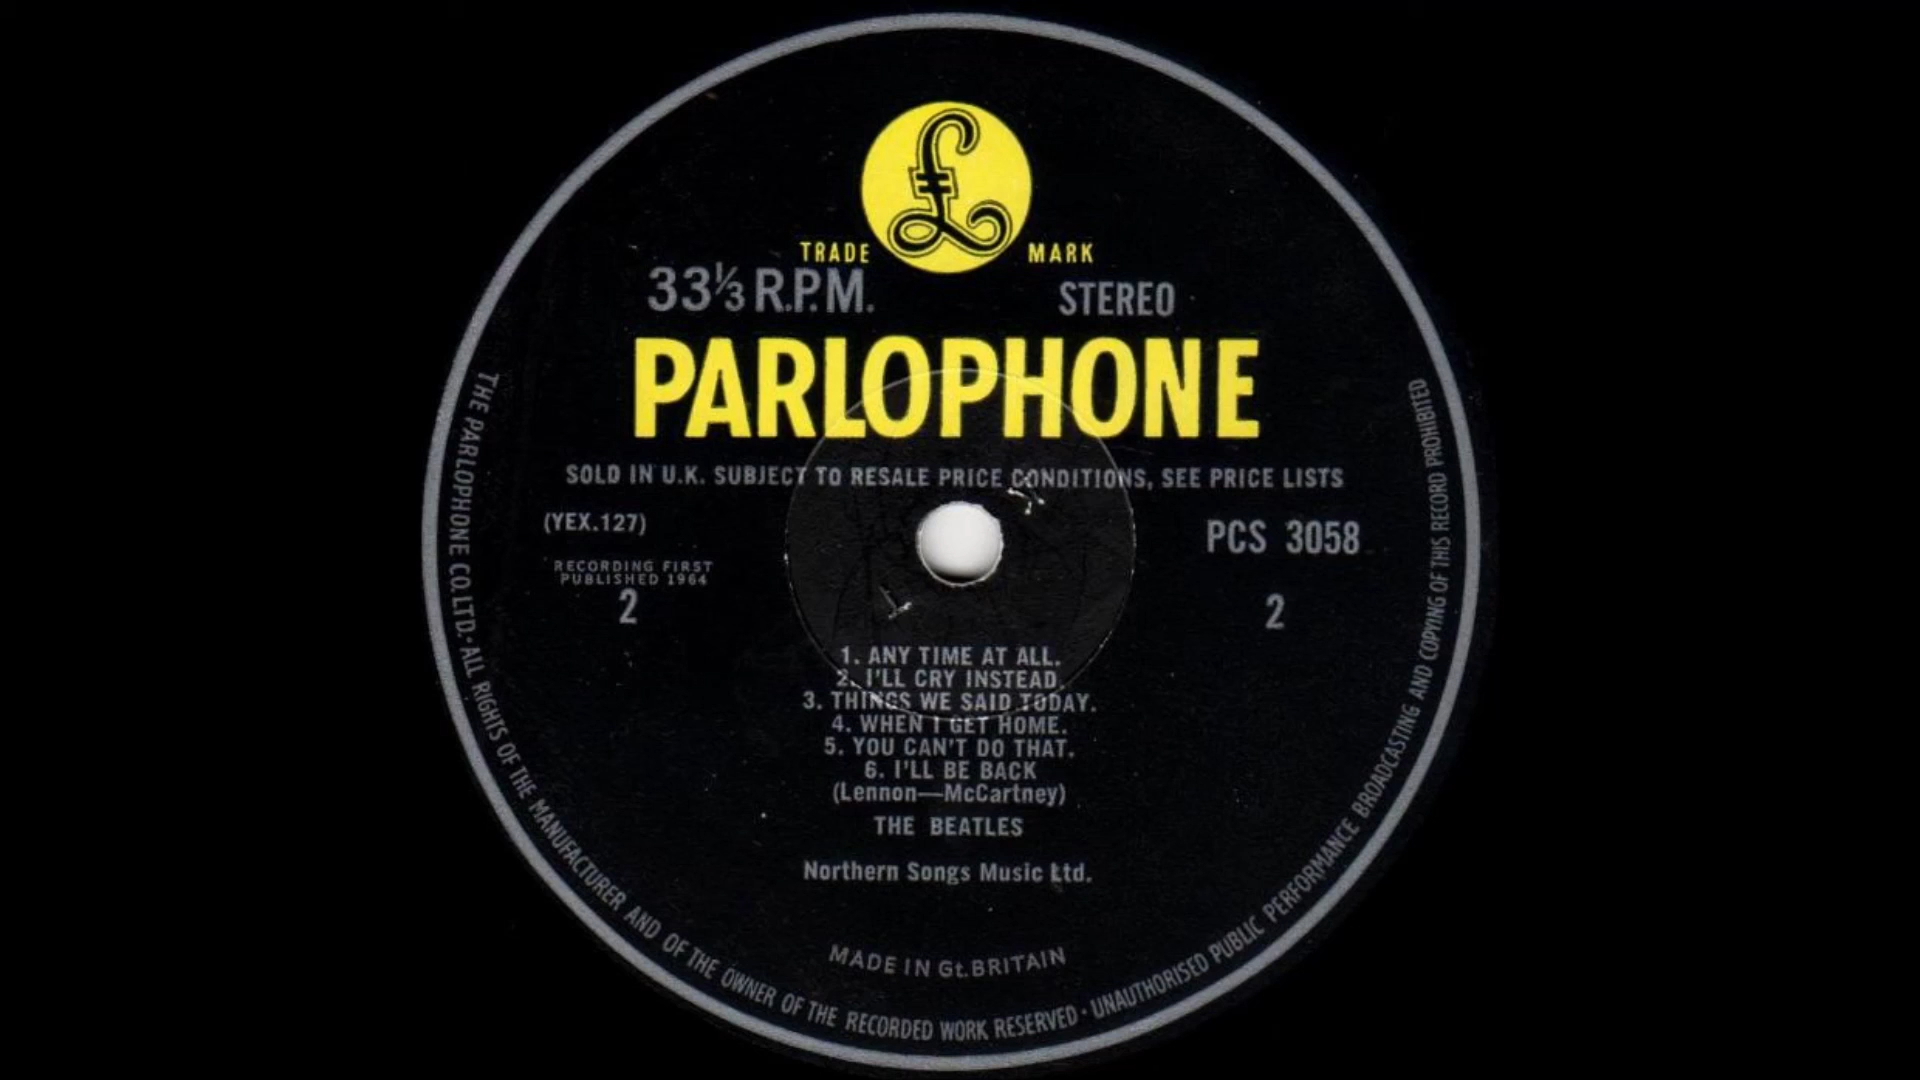 £
TRADE MARK
33⅓ R.P.M. STEREO
PARLOPHONE
SOLD IN U.K. SUBJECT TO RESALE PRICE CONDITIONS, SEE PRICE LISTS
(YEX.127) PCS 3058
RECORDING FIRST
PUBLISHED 1964
2 2
1. ANY TIME AT ALL.
2. I'LL CRY INSTEAD.
3. THINGS WE SAID TODAY.
4. WHEN I GET HOME.
5. YOU CAN'T DO THAT.
6. I'LL BE BACK
(Lennon—McCartney)
THE BEATLES
Northern Songs Music Ltd.
MADE IN Gt. BRITAIN
THE PARLOPHONE CO. LTD. · ALL RIGHTS OF THE MANUFACTURER AND OF THE OWNER OF THE RECORDED WORK RESERVED · UNAUTHORISED PUBLIC PERFORMANCE BROADCASTING AND COPYING OF THIS RECORD PROHIBITED